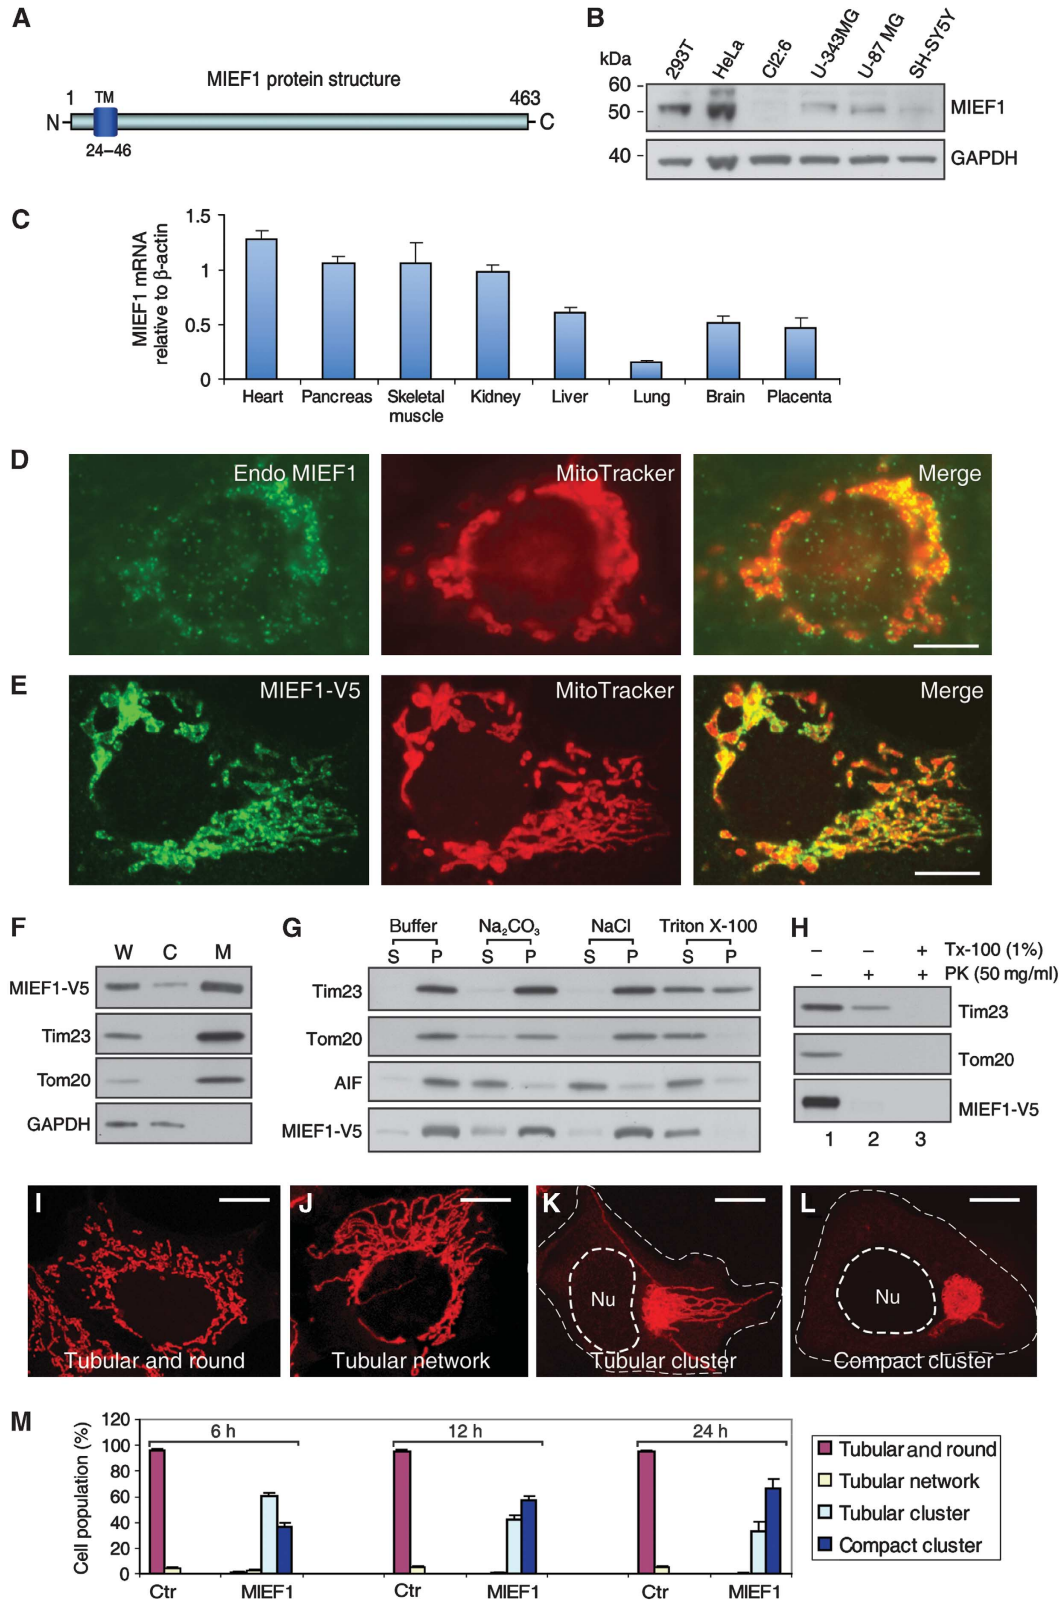 A
MIEF1 protein structure
1 TM 463
N C
24–46
B
kDa 293T HeLa Cl2:6 U-343MG U-87 MG SH-SY5Y
60
50 MIEF1
40 GAPDH
C
MIEF1 mRNA
relative to β-actin
1.5
1
0.5
0
Heart Pancreas Skeletal muscle Kidney Liver Lung Brain Placenta
D
Endo MIEF1 MitoTracker Merge
E
MIEF1-V5 MitoTracker Merge
F
W C M
MIEF1-V5
Tim23
Tom20
GAPDH
G
Buffer Na₂CO₃ NaCl Triton X-100
S P S P S P S P
Tim23
Tom20
AIF
MIEF1-V5
H
– – + Tx-100 (1%)
– + + PK (50 mg/ml)
Tim23
Tom20
MIEF1-V5
1 2 3
I
Tubular and round
J
Tubular network
K
Nu
Tubular cluster
L
Nu
Compact cluster
M
Cell population (%)
120
100
80
60
40
20
0
6 h 12 h 24 h
Ctr MIEF1 Ctr MIEF1 Ctr MIEF1
Tubular and round
Tubular network
Tubular cluster
Compact cluster